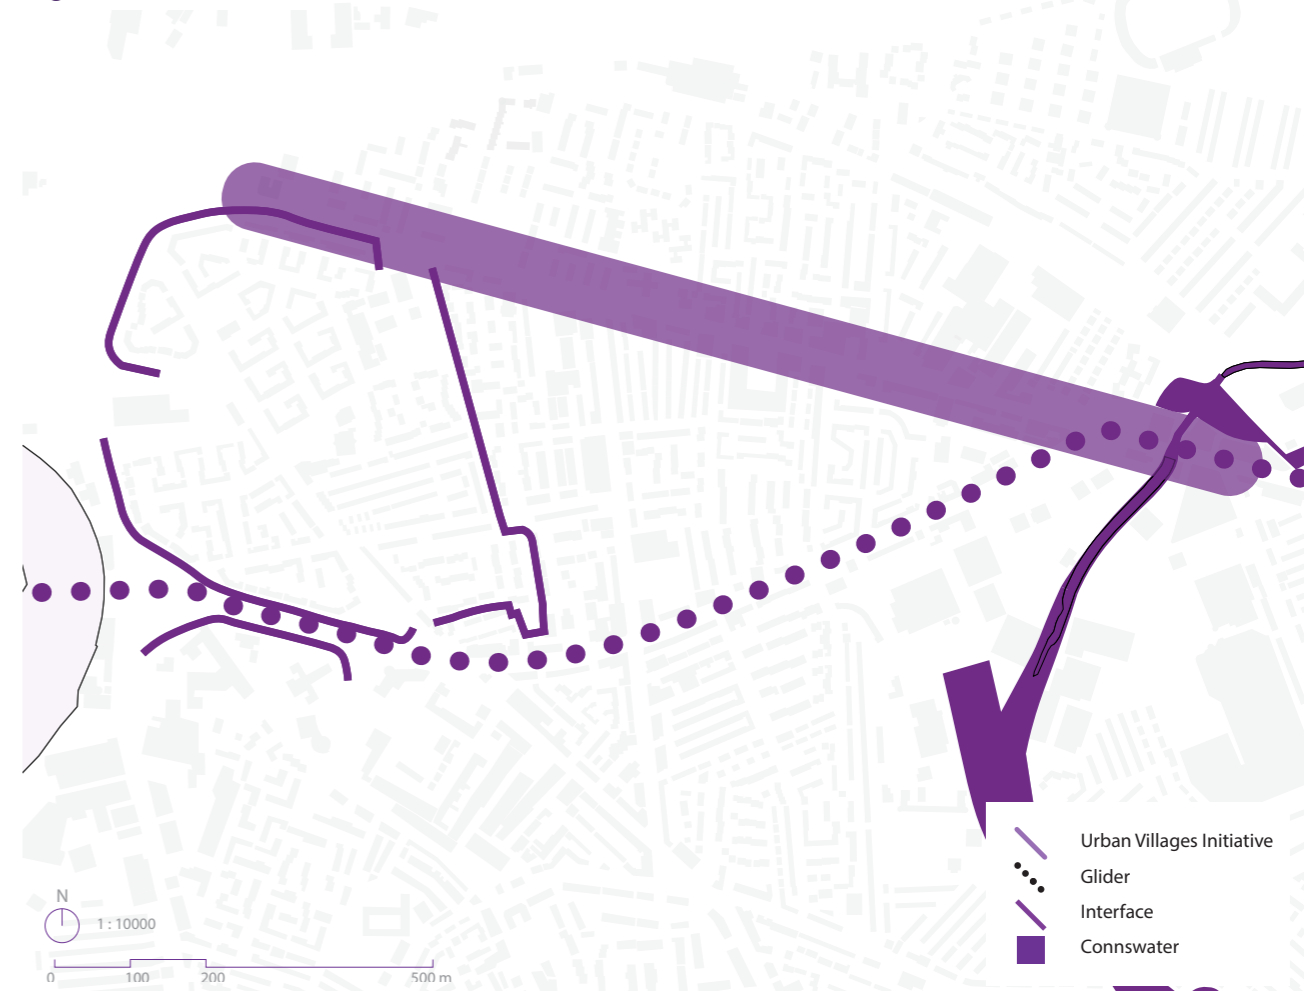 Urban Villages Initiative
Glider
Interface
Connswater
N
1 : 10000
0 100 200 500 m